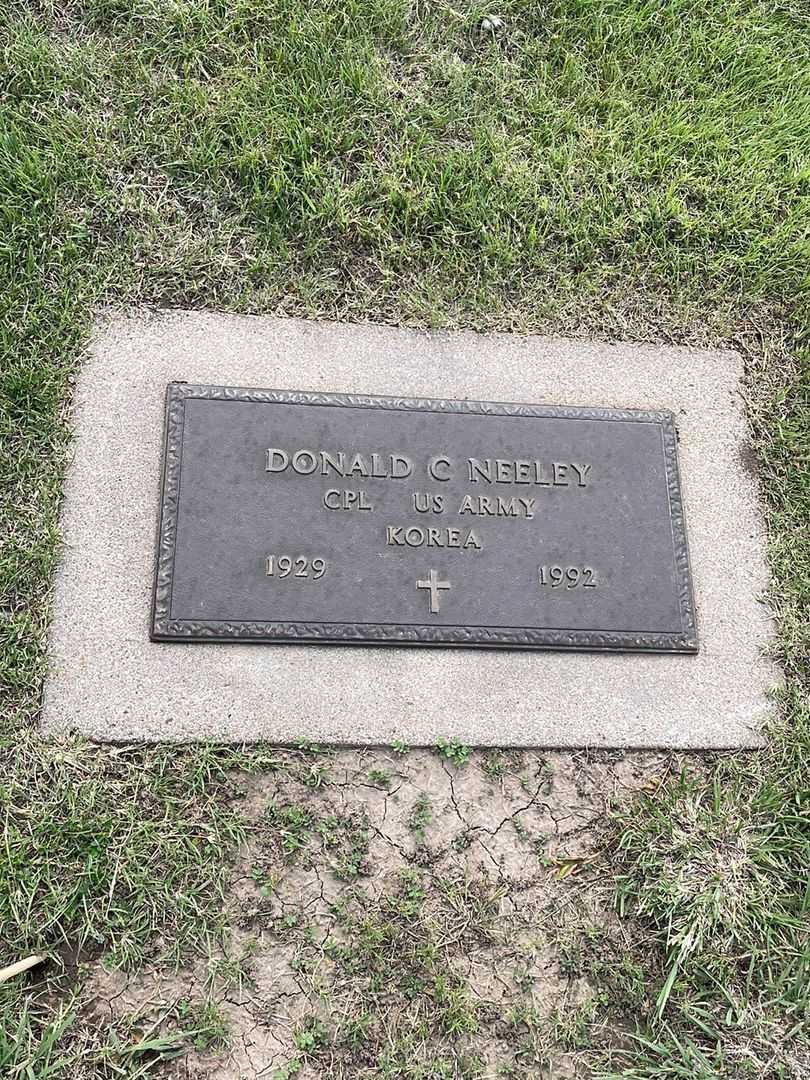 DONALD C NEELEY
CPL US ARMY
KOREA
1929 1992